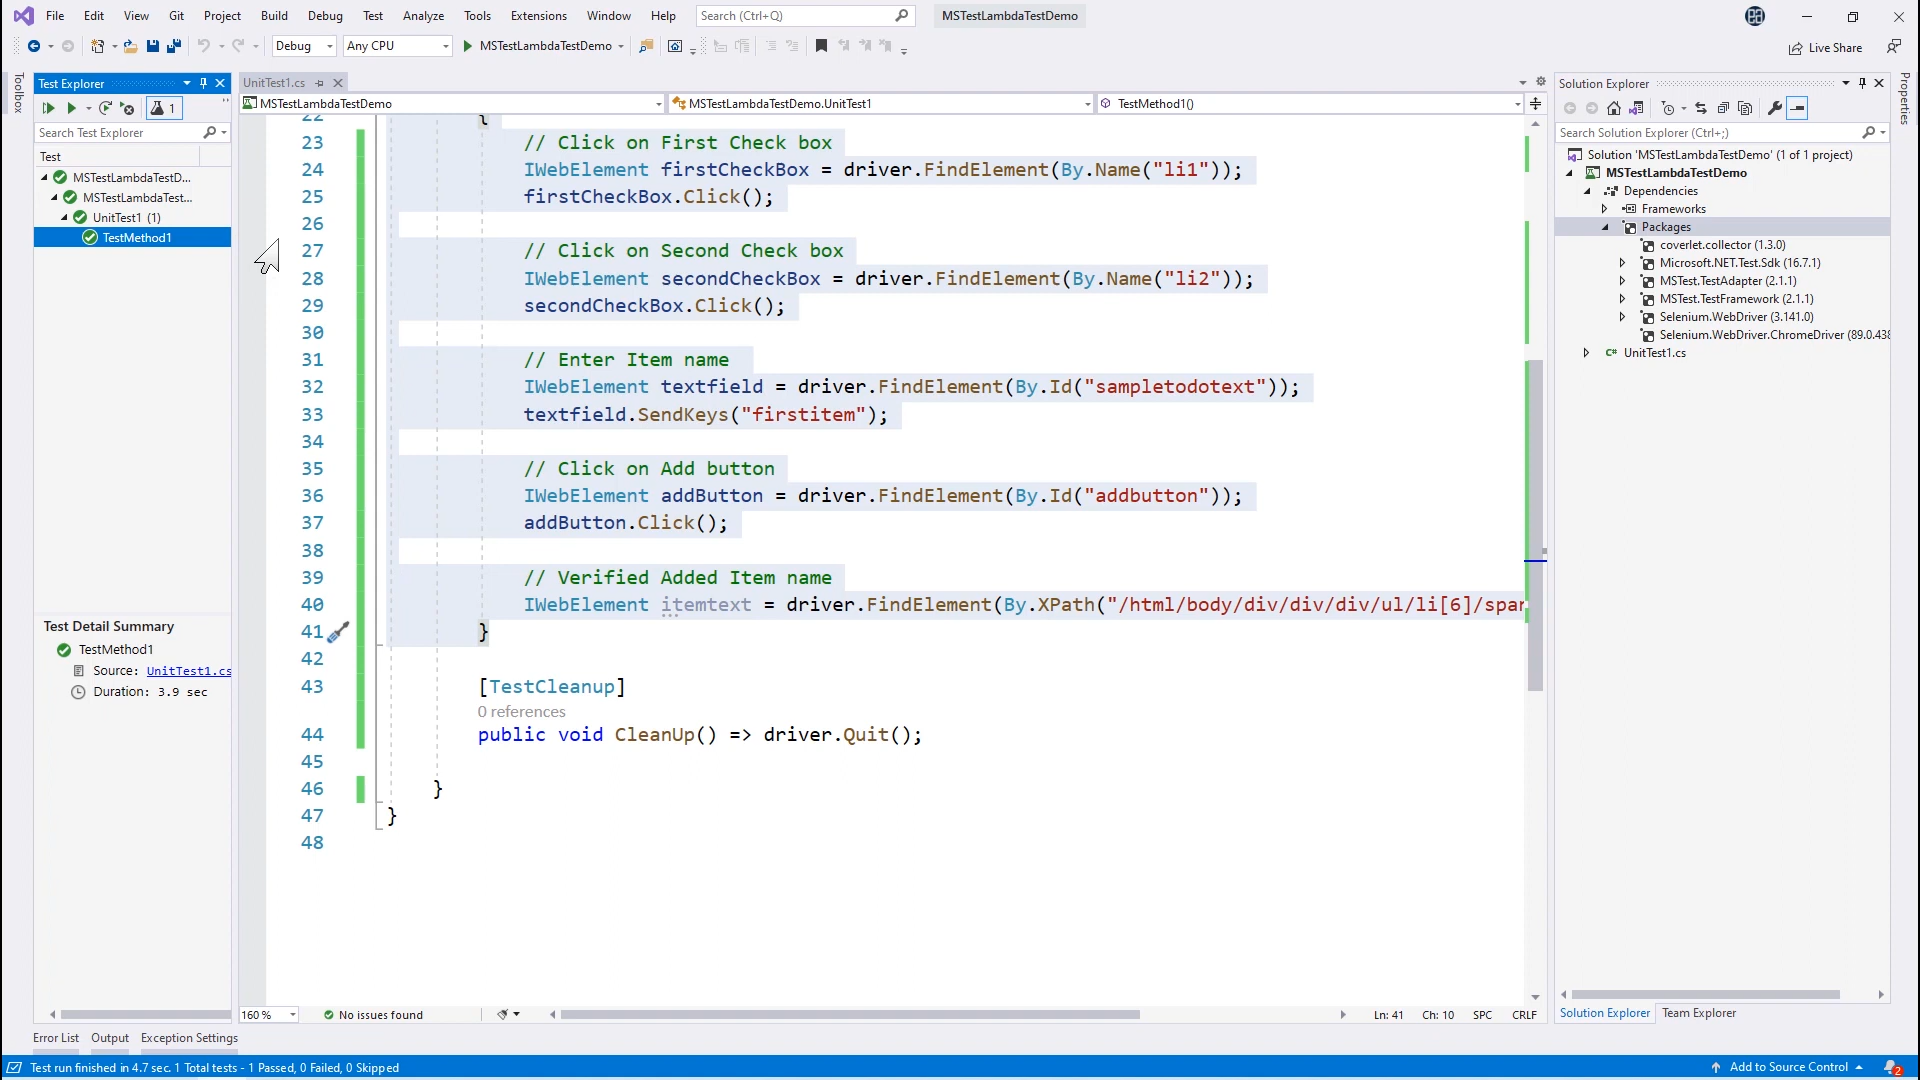 File Edit View Git Project Build Debug Test Analyze Tools Extensions Window Help Search (Ctrl+Q) MSTestLambdaTestDemo
Debug Any CPU MSTestLambdaTestDemo Live Share
Toolbox
Test Explorer
1
Search Test Explorer
Test
MSTestLambdaTestD...
MSTestLambdaTest...
UnitTest1 (1)
TestMethod1
Test Detail Summary
TestMethod1
Source: UnitTest1.cs
Duration: 3.9 sec
UnitTest1.cs
MSTestLambdaTestDemo MSTestLambdaTestDemo.UnitTest1 TestMethod1()
22 {
23 // Click on First Check box
24 IWebElement firstCheckBox = driver.FindElement(By.Name("li1"));
25 firstCheckBox.Click();
26
27 // Click on Second Check box
28 IWebElement secondCheckBox = driver.FindElement(By.Name("li2"));
29 secondCheckBox.Click();
30
31 // Enter Item name
32 IWebElement textfield = driver.FindElement(By.Id("sampletodotext"));
33 textfield.SendKeys("firstitem");
34
35 // Click on Add button
36 IWebElement addButton = driver.FindElement(By.Id("addbutton"));
37 addButton.Click();
38
39 // Verified Added Item name
40 IWebElement itemtext = driver.FindElement(By.XPath("/html/body/div/div/div/ul/li[6]/span
41 }
42
43 [TestCleanup]
0 references
44 public void CleanUp() => driver.Quit();
45
46 }
47 }
48
160 % No issues found Ln: 41 Ch: 10 SPC CRLF
Solution Explorer
Search Solution Explorer (Ctrl+;)
Solution 'MSTestLambdaTestDemo' (1 of 1 project)
MSTestLambdaTestDemo
Dependencies
Frameworks
Packages
coverlet.collector (1.3.0)
Microsoft.NET.Test.Sdk (16.7.1)
MSTest.TestAdapter (2.1.1)
MSTest.TestFramework (2.1.1)
Selenium.WebDriver (3.141.0)
Selenium.WebDriver.ChromeDriver (89.0.438
C# UnitTest1.cs
Solution Explorer Team Explorer
Properties
Error List Output Exception Settings
Test run finished in 4.7 sec. 1 Total tests - 1 Passed, 0 Failed, 0 Skipped Add to Source Control 2